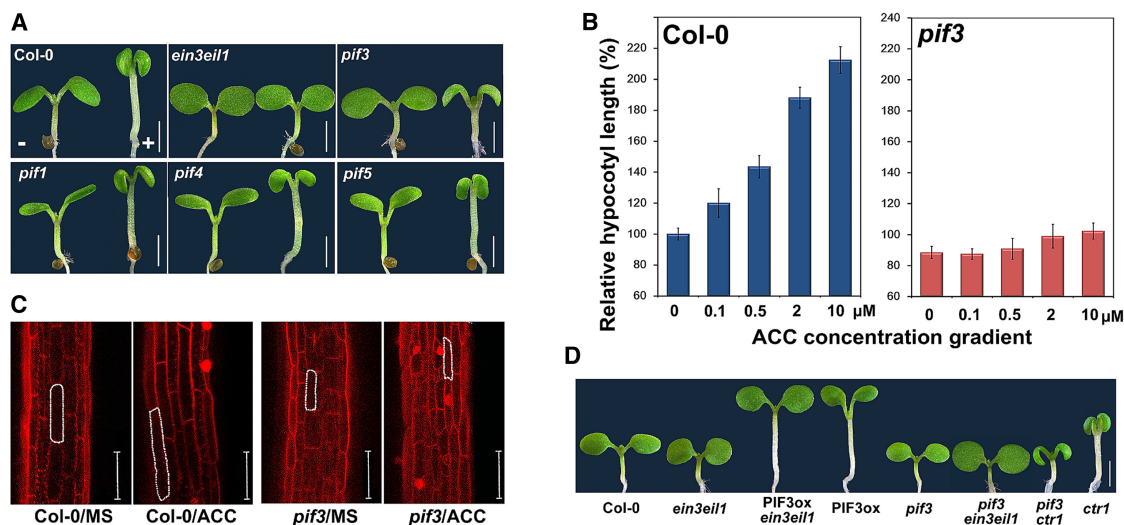 A
Col-0
ein3eil1
pif3
- +
pif1
pif4
pif5
B
Relative hypocotyl length (%)
Col-0
220
200
180
160
140
120
100
80
60
0 0.1 0.5 2 10 μM
pif3
240
220
200
180
160
140
120
100
80
60
0 0.1 0.5 2 10 μM
ACC concentration gradient
C
Col-0/MS Col-0/ACC pif3/MS pif3/ACC
D
Col-0
ein3eil1
PIF3ox
ein3eil1
PIF3ox
pif3
pif3
ein3eil1
pif3
ctr1
ctr1